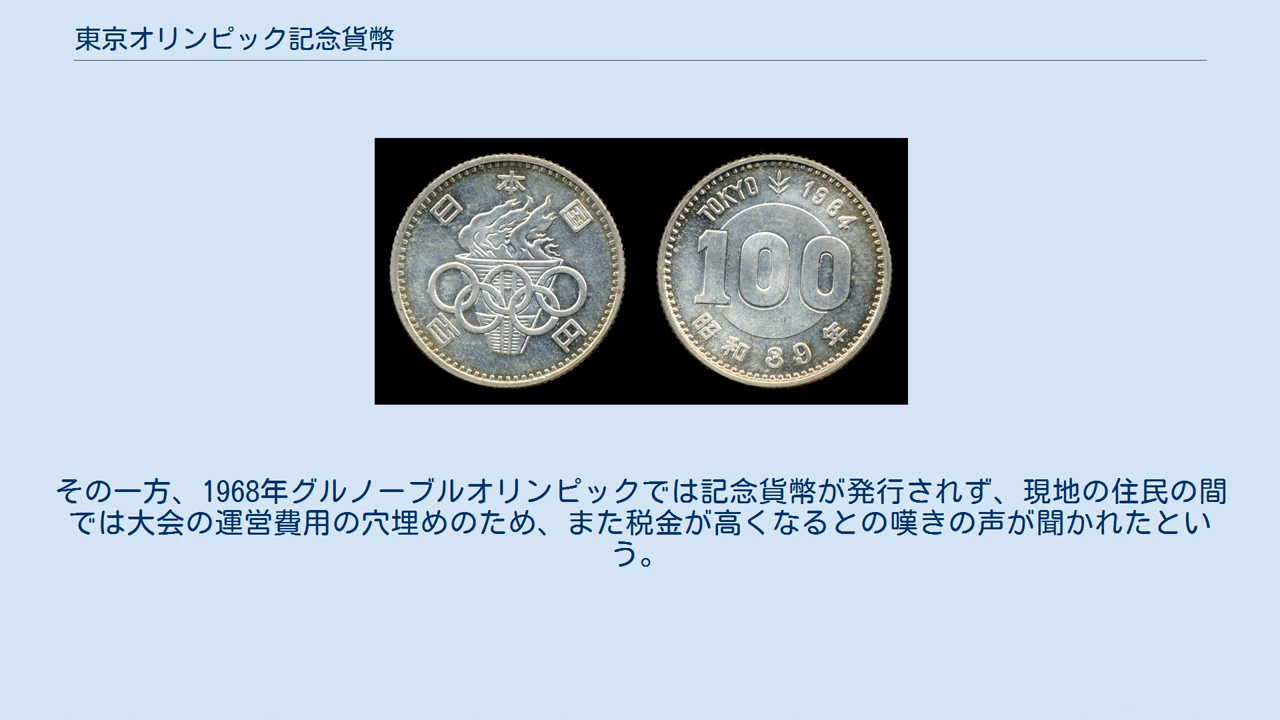 東京オリンピック記念貨幣
日本国
百円
TOKYO 1964
100
昭和39年
その一方、1968年グルノーブルオリンピックでは記念貨幣が発行されず、現地の住民の間
では大会の運営費用の穴埋めのため、また税金が高くなるとの嘆きの声が聞かれたとい
う。